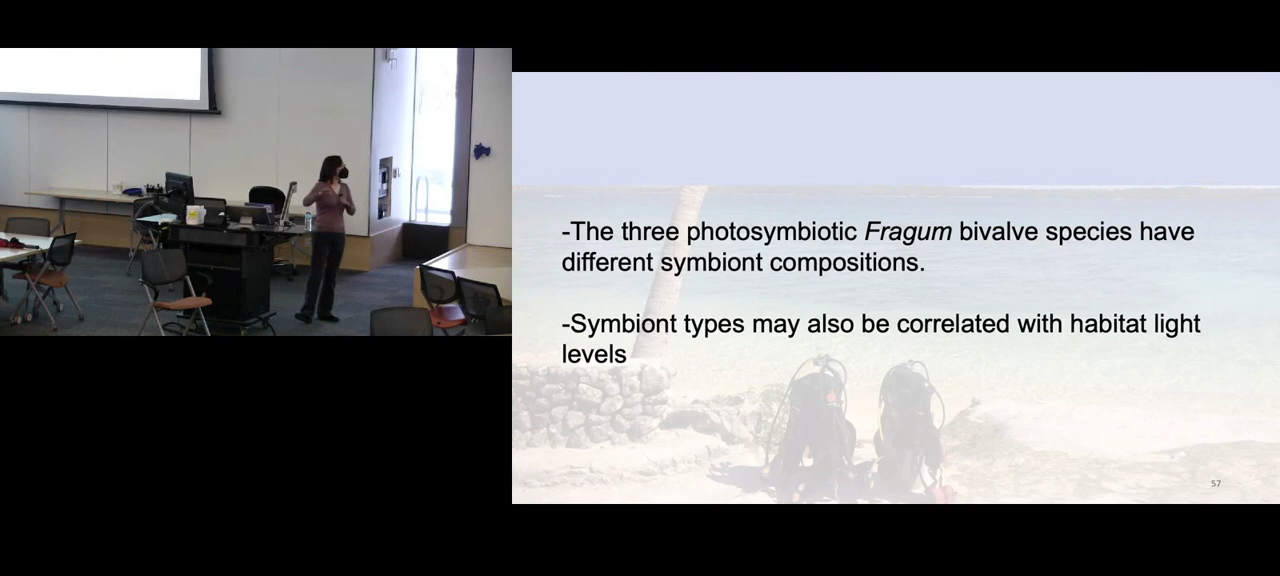 -The three photosymbiotic Fragum bivalve species have
different symbiont compositions.
-Symbiont types may also be correlated with habitat light
levels
57